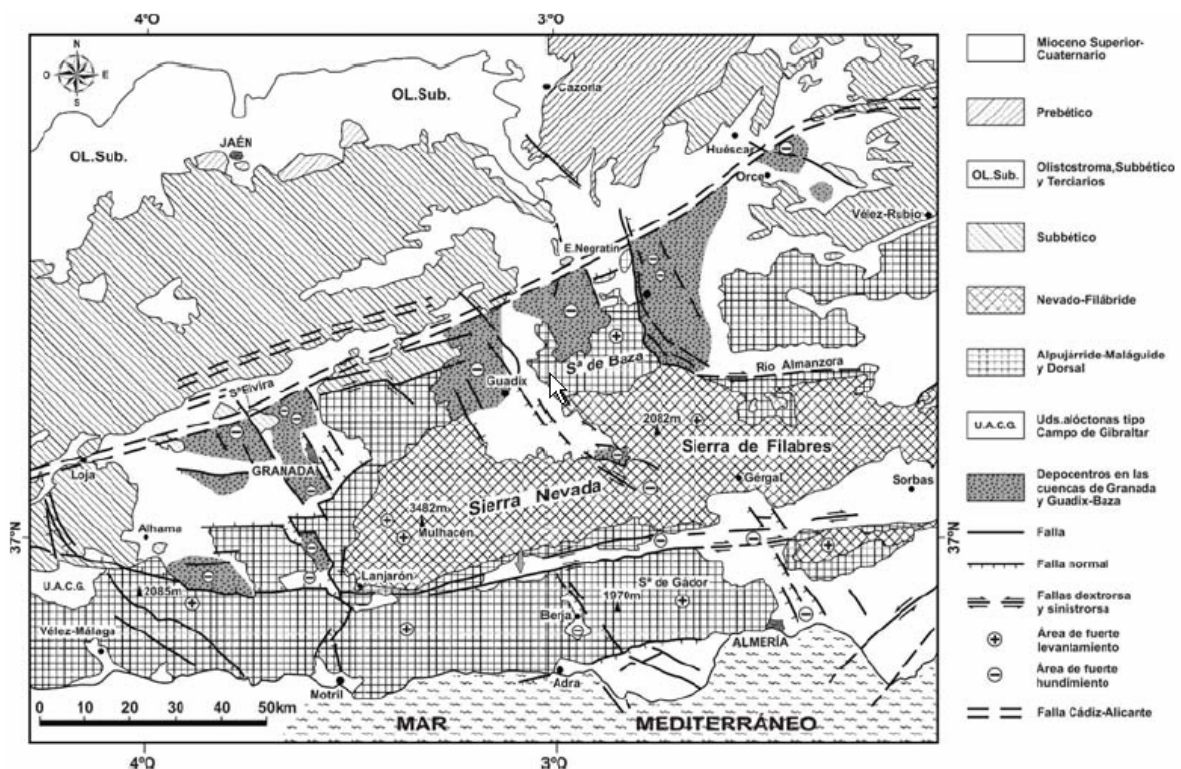 4ºO
3ºO
N
O
E
S
OL.Sub.
Cazorla
JAÉN
OL.Sub.
Huéscar
Orce
Vélez-Rubio
E.Negratín
Sª de Baza
Río Almanzora
Guadix
Sª Elvira
2082m
Sierra de Filabres
GRANADA
Loja
Gérgal
Sorbas
Sierra Nevada
3482m
Mulhacén
Alhama
37ºN
37ºN
Lanjarón
U.A.C.G.
2085m
Sª de Gádor
1970m
Berja
Vélez-Málaga
ALMERÍA
Adra
Motril
0 10 20 30 40 50km
MAR MEDITERRÁNEO
4ºO
3ºO
Mioceno Superior-
Cuaternario
Prebético
OL.Sub.
Olistostroma,Subbético
y Terciarios
Subbético
Nevado-Filábride
Alpujárride-Maláguide
y Dorsal
U.A.C.G.
Uds.alóctonas tipo
Campo de Gibraltar
Depocentros en las
cuencas de Granada
y Guadix-Baza
Falla
Falla normal
Fallas dextrorsa
y sinistrorsa
Área de fuerte
levantamiento
Área de fuerte
hundimiento
Falla Cádiz-Alicante